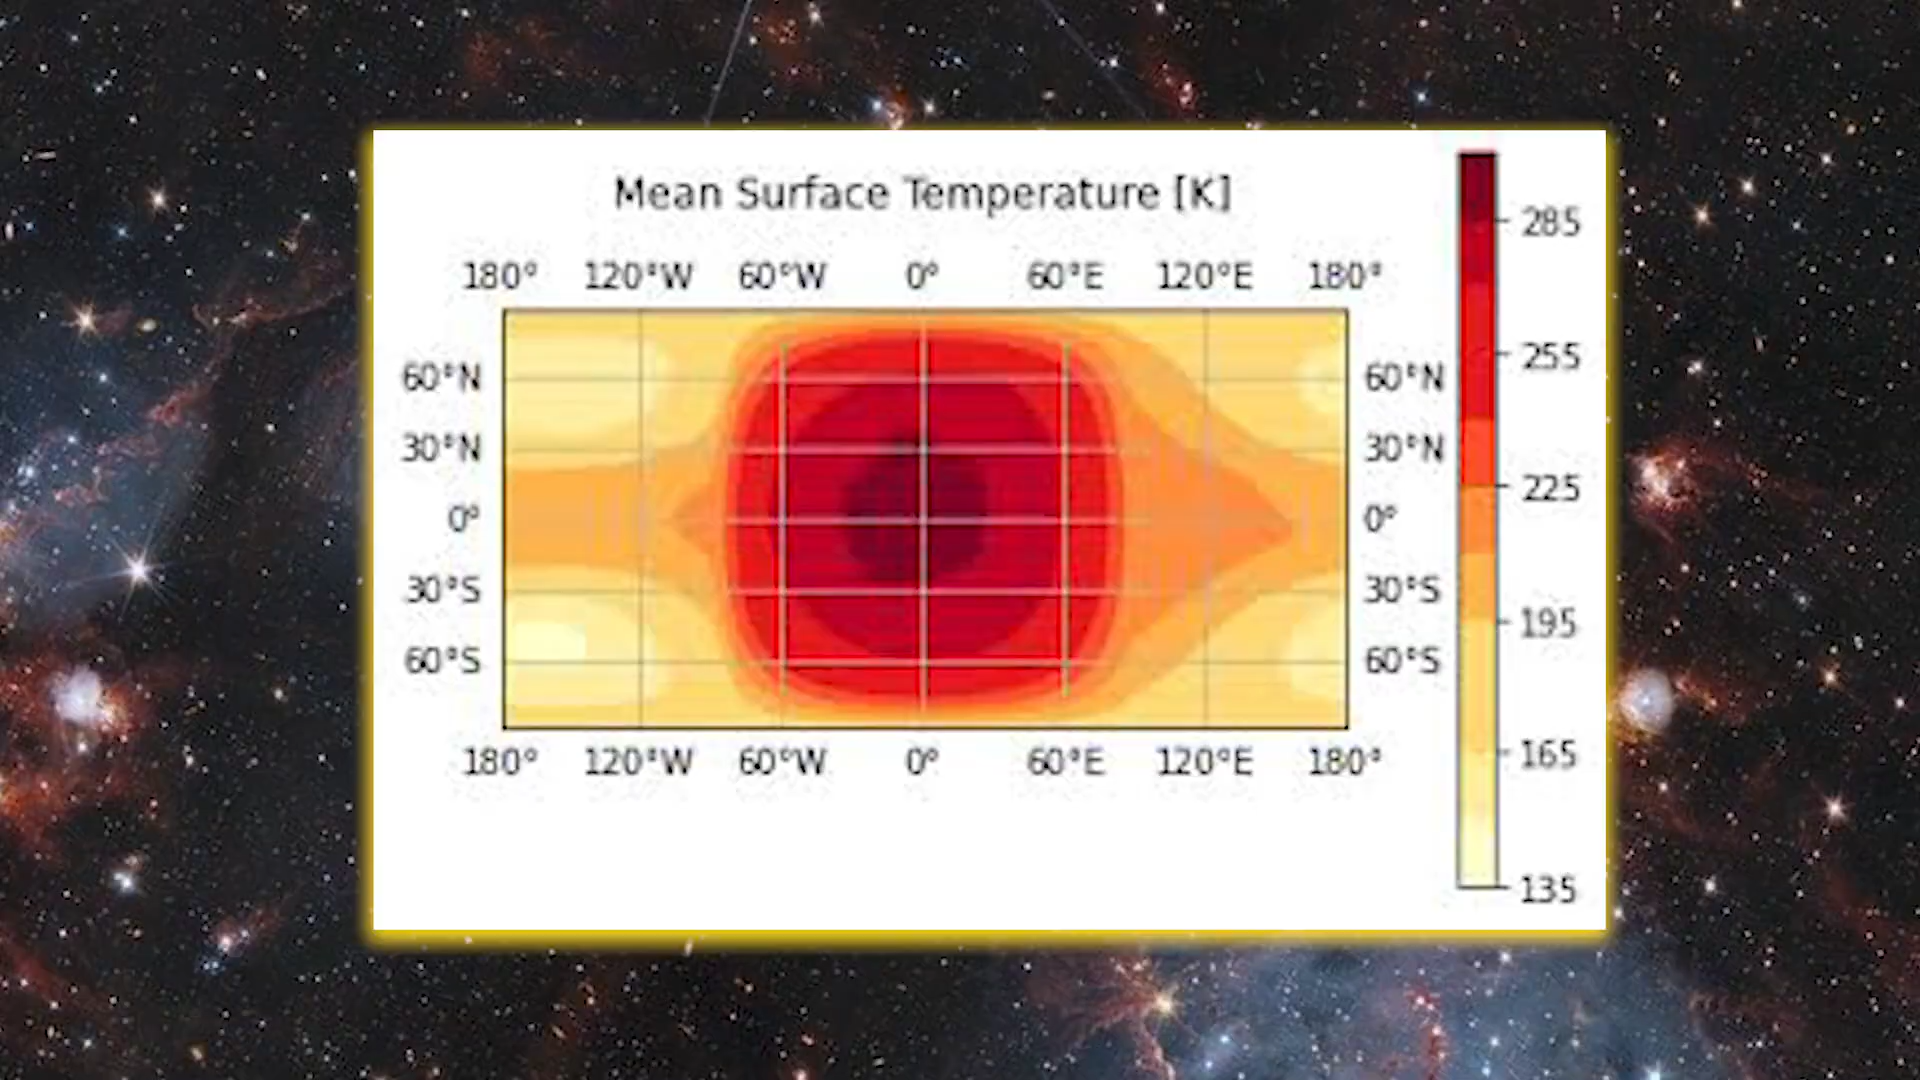 Mean Surface Temperature [K]
180° 120°W 60°W 0° 60°E 120°E 180°
60°N 60°N
30°N 30°N
0° 0°
30°S 30°S
60°S 60°S
180° 120°W 60°W 0° 60°E 120°E 180°
285
255
225
195
165
135